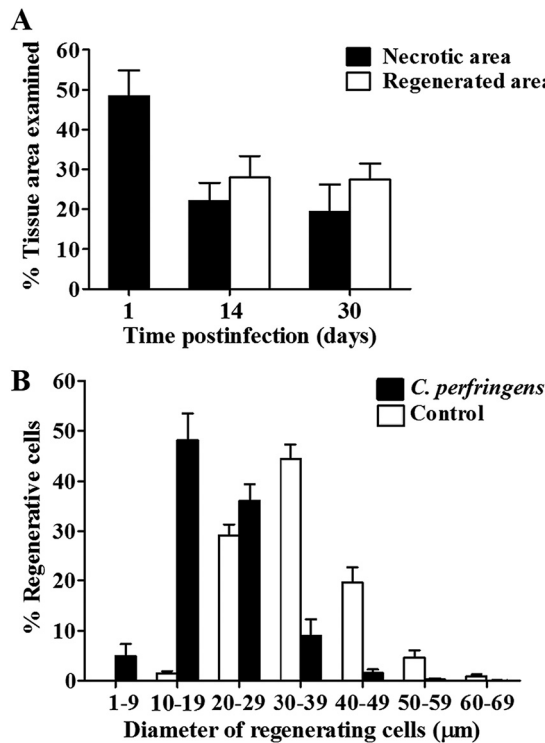 A
Necrotic area
Regenerated area
% Tissue area examined
60
50
40
30
20
10
0
1 14 30
Time postinfection (days)
B
C. perfringens
Control
% Regenerative cells
60
50
40
30
20
10
0
1-9 10-19 20-29 30-39 40-49 50-59 60-69
Diameter of regenerating cells (μm)